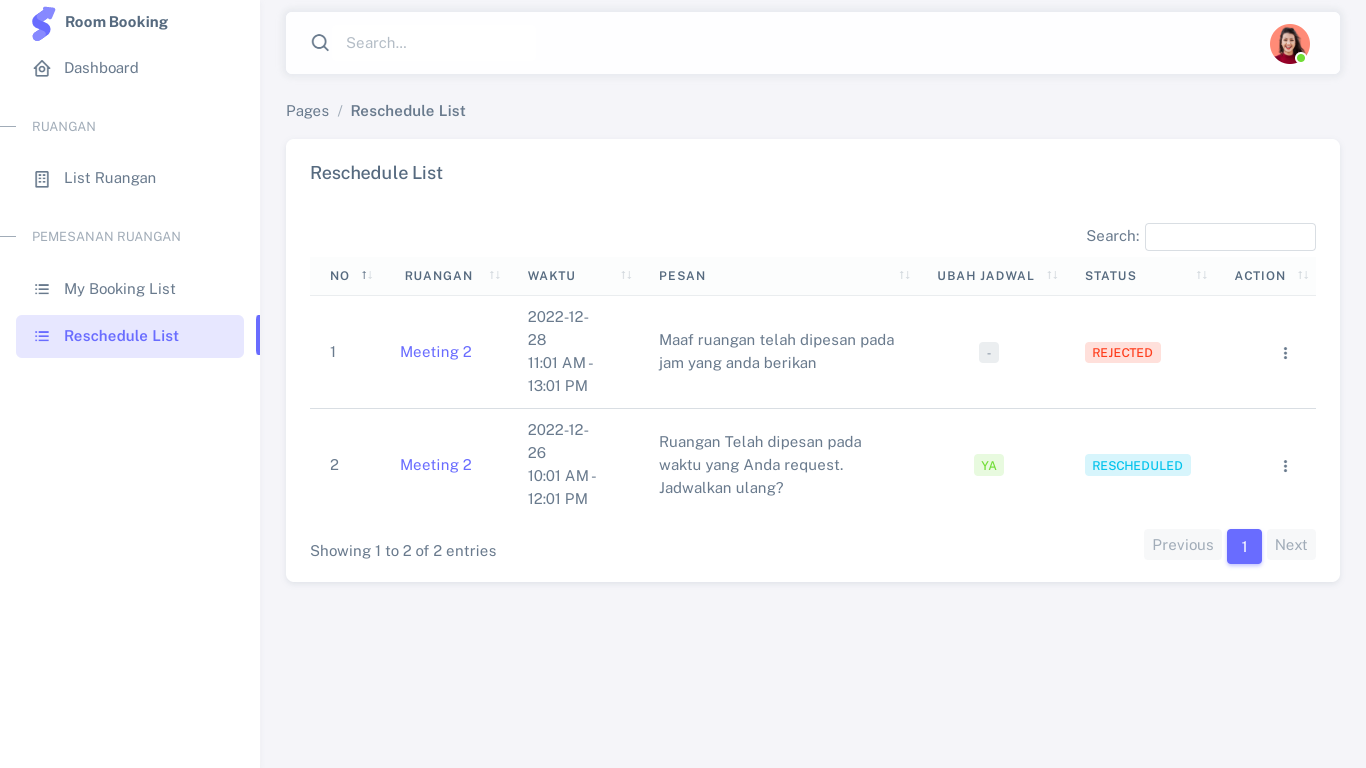 Room Booking
Dashboard
RUANGAN
List Ruangan
PEMESANAN RUANGAN
My Booking List
Reschedule List
Search...
Pages / Reschedule List
Reschedule List
Search:
NO RUANGAN WAKTU PESAN UBAH JADWAL STATUS ACTION
1
Meeting 2
2022-12-
28
11:01 AM -
13:01 PM
Maaf ruangan telah dipesan pada
jam yang anda berikan
-
REJECTED
2
Meeting 2
2022-12-
26
10:01 AM -
12:01 PM
Ruangan Telah dipesan pada
waktu yang Anda request.
Jadwalkan ulang?
YA
RESCHEDULED
Showing 1 to 2 of 2 entries
Previous 1 Next